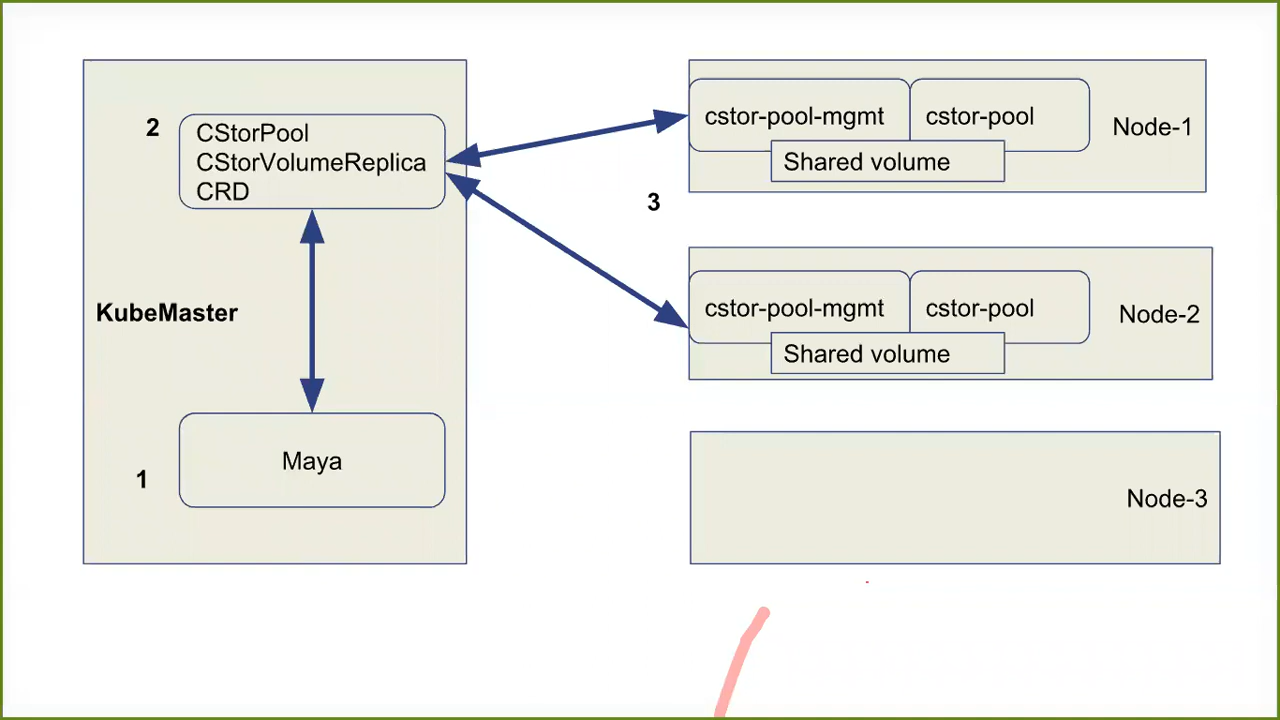 2
CStorPool
CStorVolumeReplica
CRD
KubeMaster
Maya
1
3
cstor-pool-mgmt
cstor-pool
Node-1
Shared volume
cstor-pool-mgmt
cstor-pool
Node-2
Shared volume
Node-3